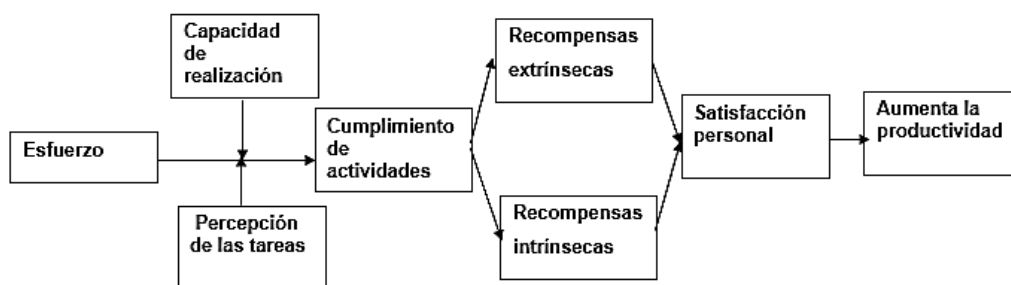 Esfuerzo
Capacidad
de
realización
Percepción
de las tareas
Cumplimiento
de
actividades
Recompensas
extrínsecas
Recompensas
intrínsecas
Satisfacción
personal
Aumenta la
productividad